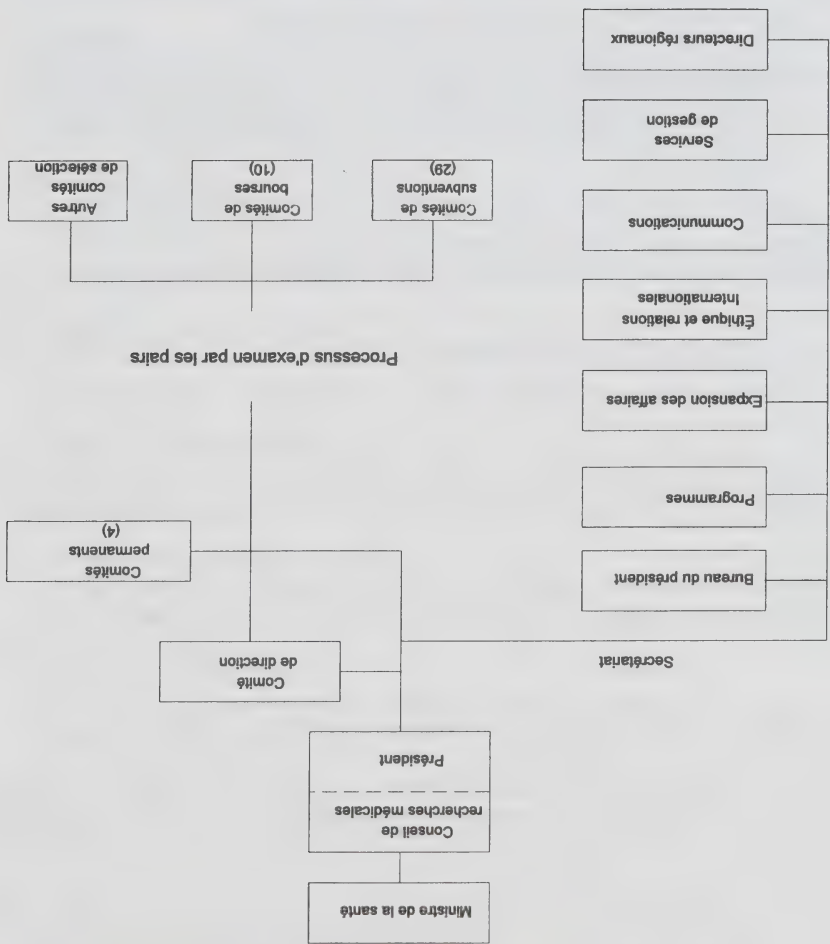 Ministre de la santé
Conseil de
recherches médicales
Président
Comité
de direction
Secrétariat
Bureau du président
Programmes
Expansion des affaires
Éthique et relations
Internationales
Communications
Services
de gestion
Directeurs régionaux
Comités
permanents
(4)
Processus d'examen par les pairs
Comités de
subventions
(29)
Comités de
bourses
(10)
Autres
comités
de sélection